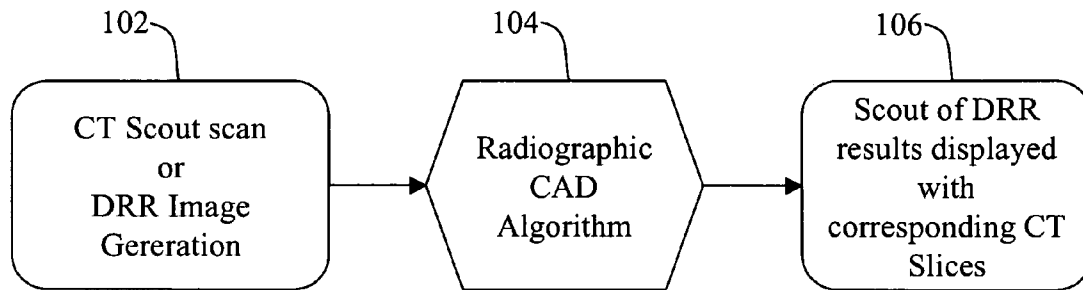 102
104
106
CT Scout scan
or
DRR Image
Gereration
Radiographic
CAD
Algorithm
Scout of DRR
results displayed
with
corresponding CT
Slices